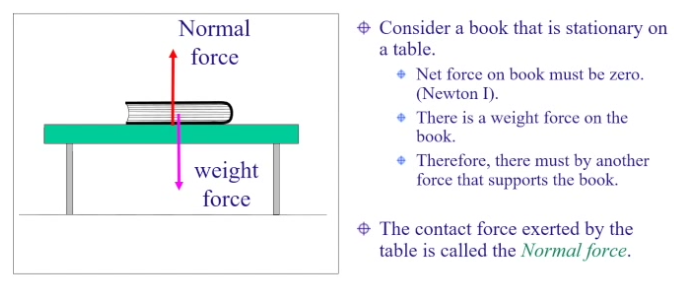 Normal
force
weight
force
Consider a book that is stationary on
a table.
Net force on book must be zero.
(Newton I).
There is a weight force on the
book.
Therefore, there must by another
force that supports the book.
The contact force exerted by the
table is called the Normal force.